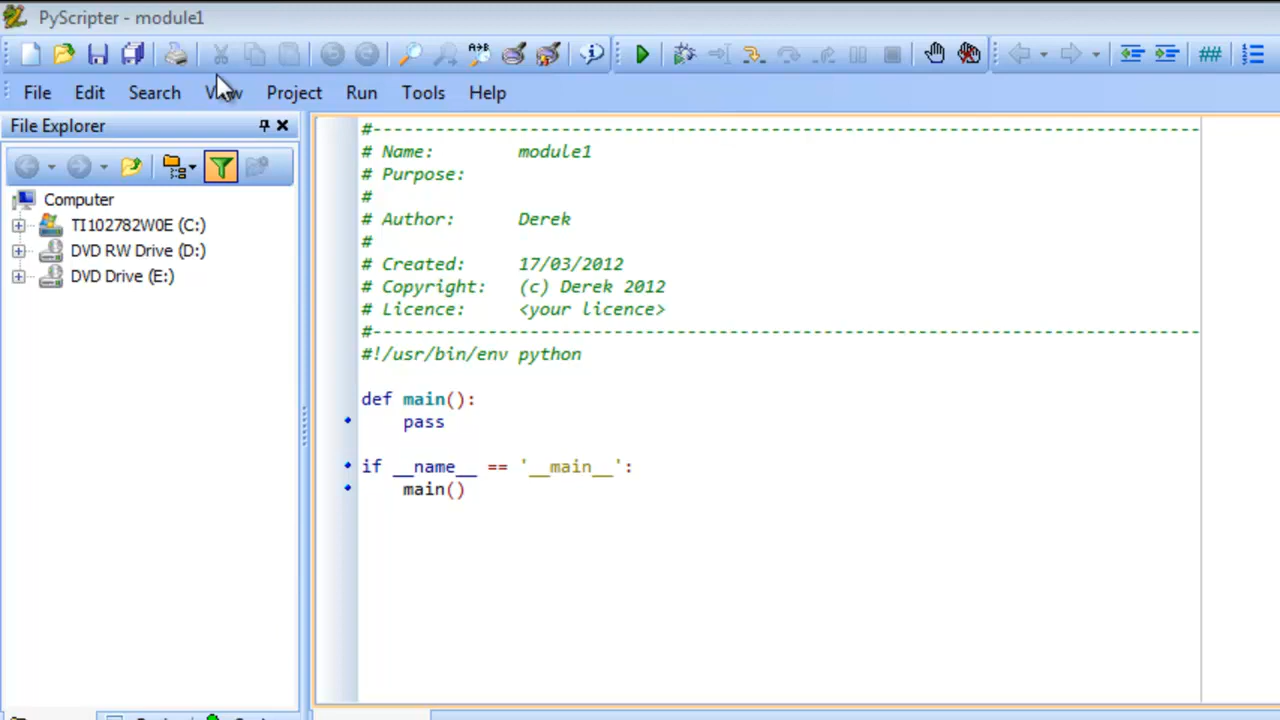 PyScripter - module1
File Edit Search View Project Run Tools Help
File Explorer
Computer
TI102782W0E (C:)
DVD RW Drive (D:)
DVD Drive (E:)
#-------------------------------------------------------------------------------
# Name:        module1
# Purpose:
#
# Author:      Derek
#
# Created:     17/03/2012
# Copyright:   (c) Derek 2012
# Licence:     <your licence>
#-------------------------------------------------------------------------------
#!/usr/bin/env python
def main():
    pass
if __name__ == '__main__':
    main()